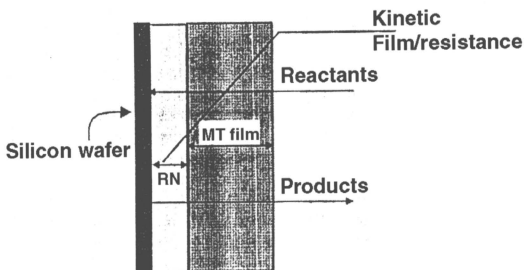 Kinetic
Film/resistance
Reactants
MT film
Silicon wafer
RN
Products